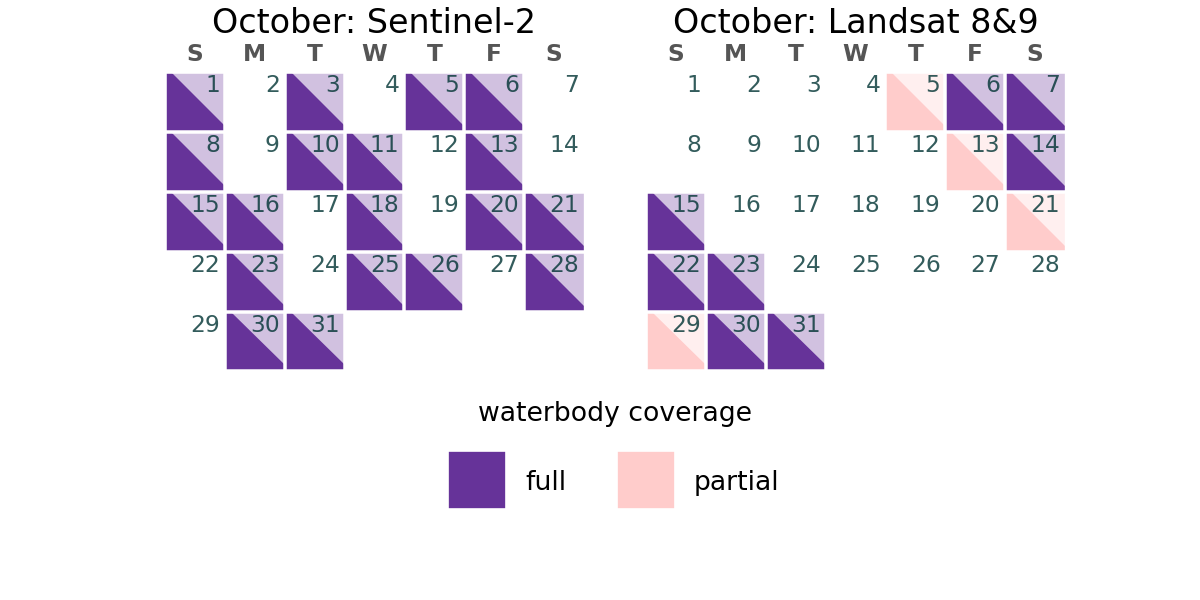 October: Sentinel-2
S M T W T F S
1 2 3 4 5 6 7
8 9 10 11 12 13 14
15 16 17 18 19 20 21
22 23 24 25 26 27 28
29 30 31
October: Landsat 8&9
S M T W T F S
1 2 3 4 5 6 7
8 9 10 11 12 13 14
15 16 17 18 19 20 21
22 23 24 25 26 27 28
29 30 31
waterbody coverage
full partial